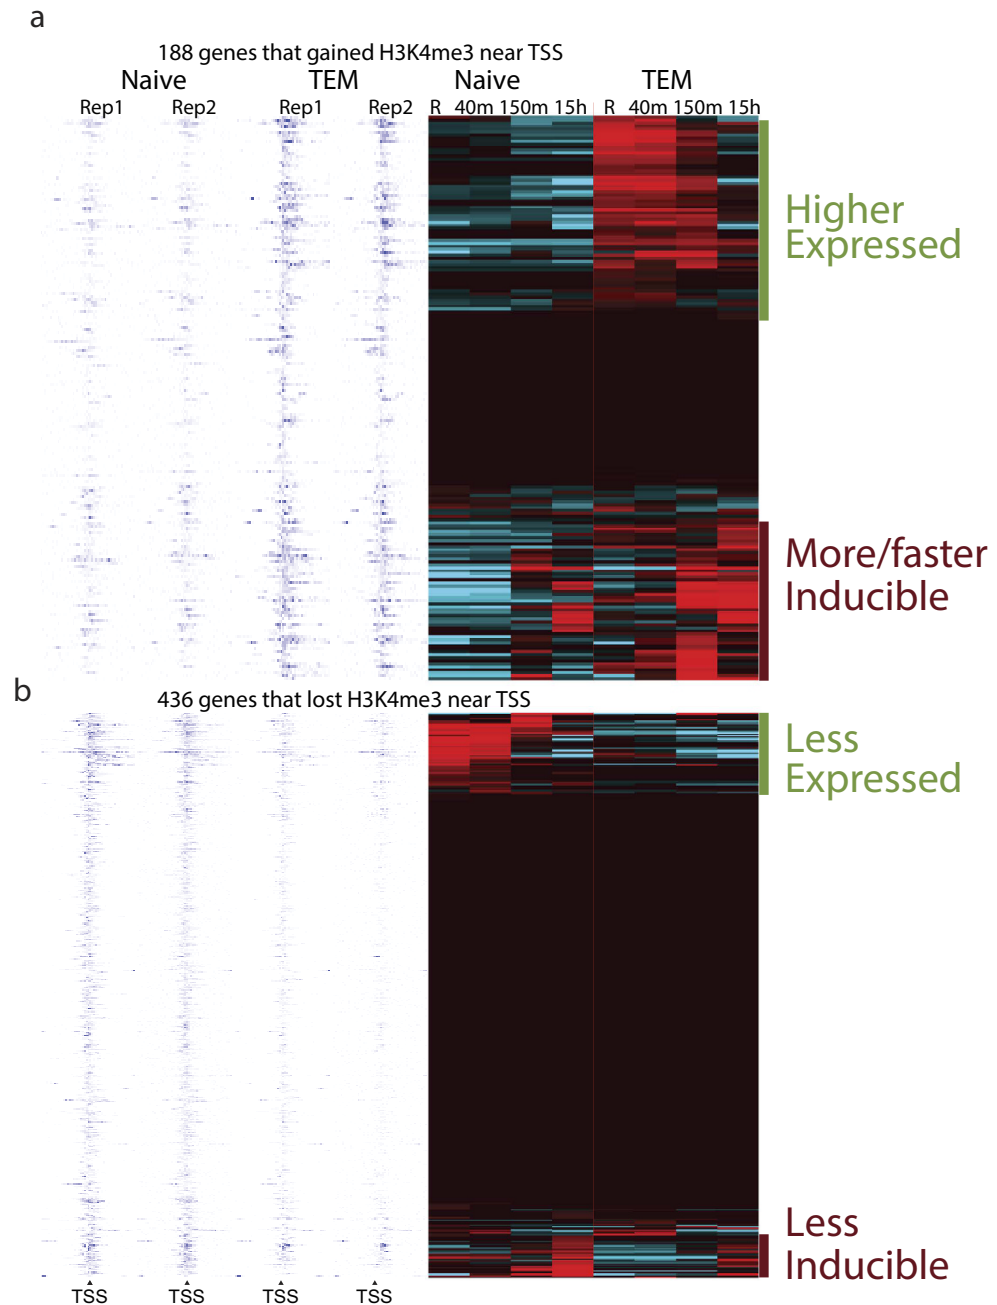 a
188 genes that gained H3K4me3 near TSS
Naive TEM Naive TEM
Rep1 Rep2 Rep1 Rep2 R 40m 150m 15h R 40m 150m 15h
Higher
Expressed
More/faster
Inducible
b
436 genes that lost H3K4me3 near TSS
Less
Expressed
Less
Inducible
TSS TSS TSS TSS